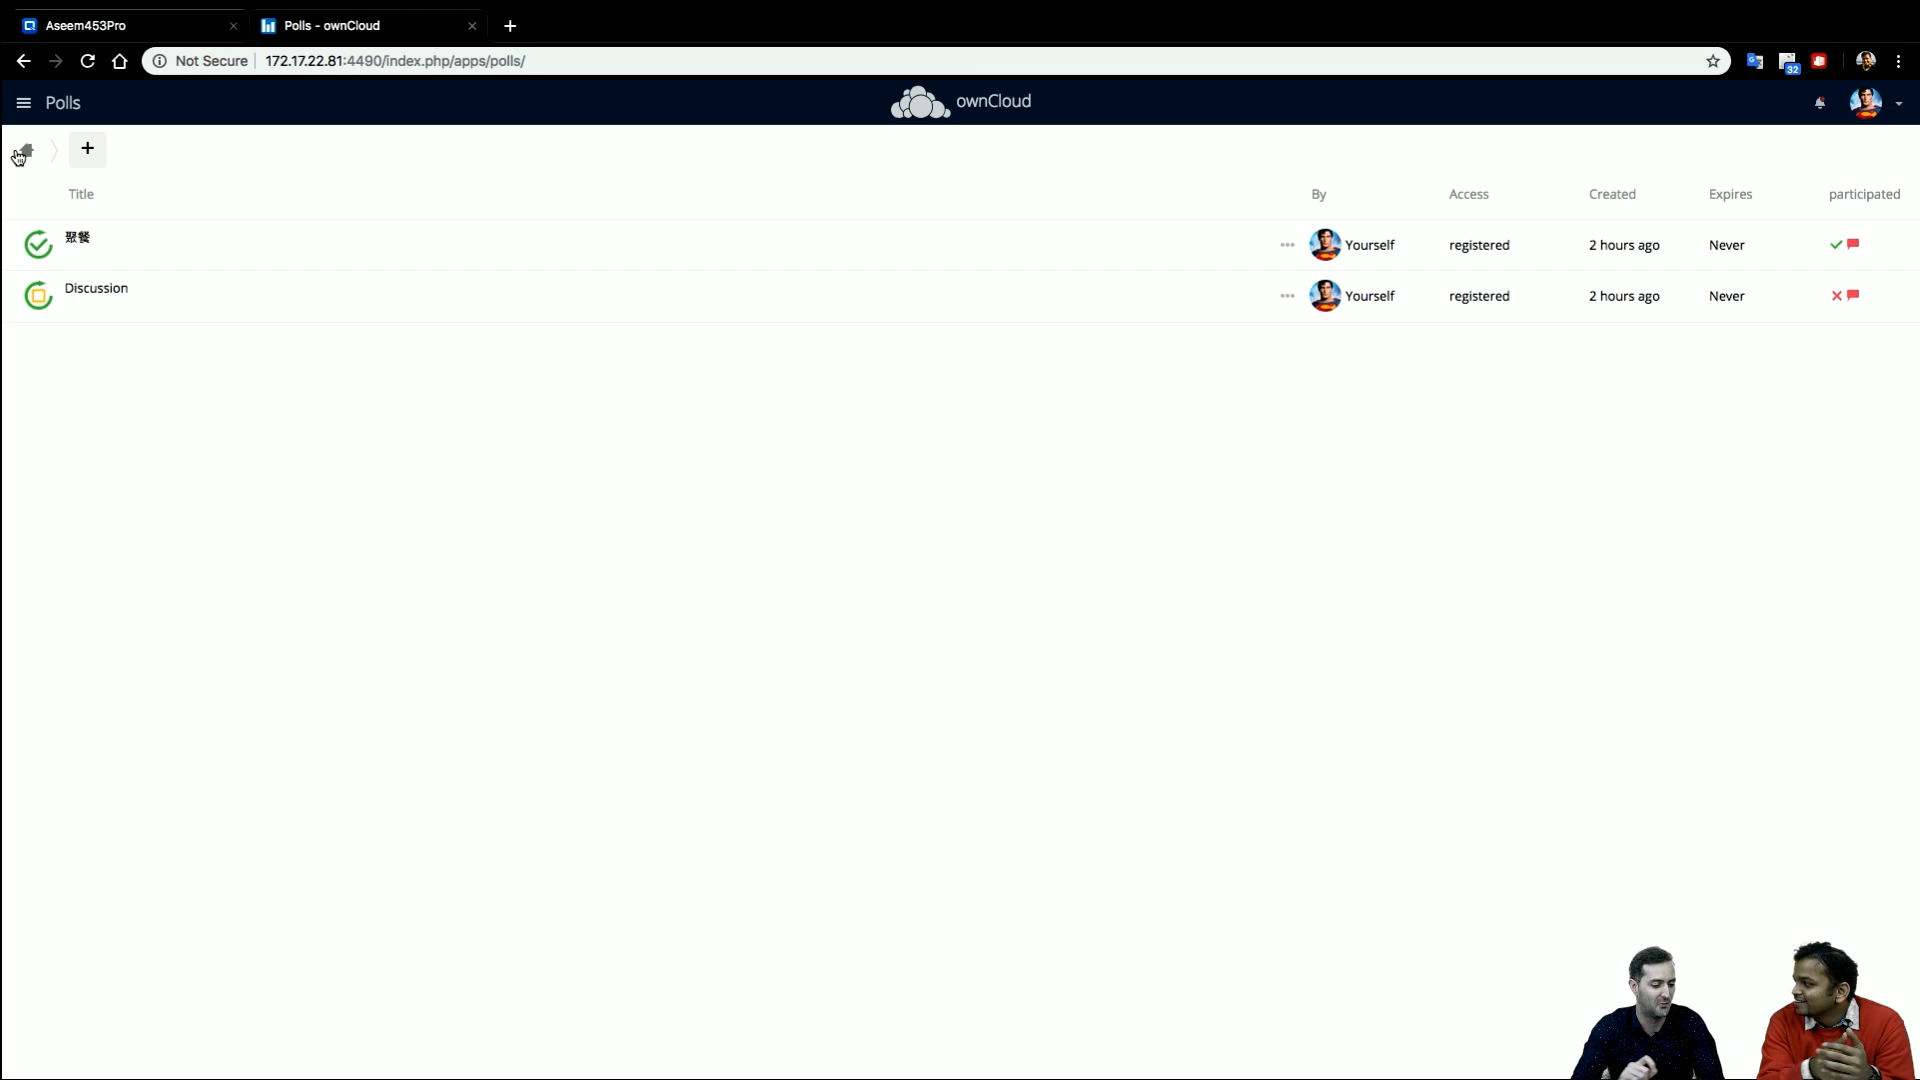 Aseem453Pro
Polls - ownCloud
Not Secure 172.17.22.81:4490/index.php/apps/polls/
32
Polls
ownCloud
Title By Access Created Expires participated
聚餐 Yourself registered 2 hours ago Never
Discussion Yourself registered 2 hours ago Never